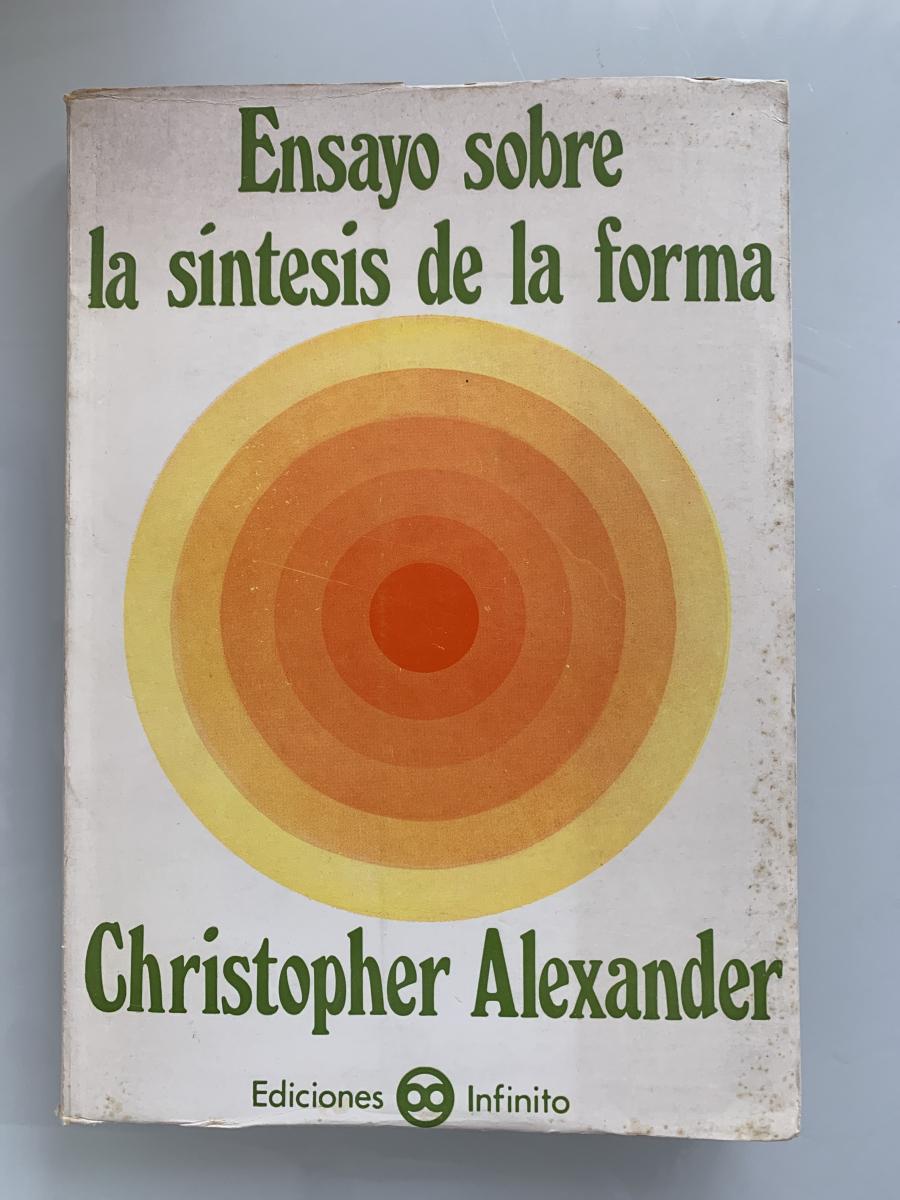 Ensayo sobre
la síntesis de la forma
Christopher Alexander
Ediciones Infinito